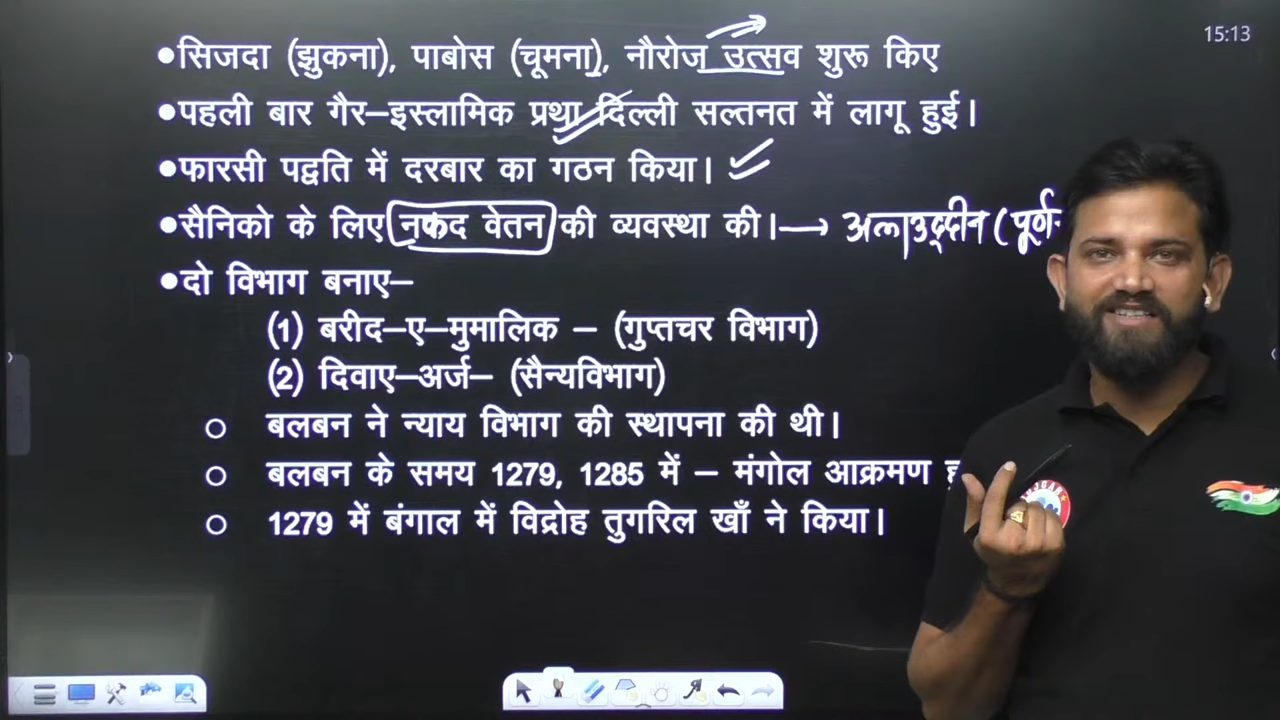 15:13
•सिजदा (झुकना), पाबोस (चूमना), नौरोज उत्सव शुरू किए
•पहली बार गैर–इस्लामिक प्रथा दिल्ली सल्तनत में लागू हुई।
•फारसी पद्वति में दरबार का गठन किया।
•सैनिको के लिए नकद वेतन की व्यवस्था की।→ अलाउद्दीन (पूर्ण
•दो विभाग बनाए–
(1) बरीद–ए–मुमालिक – (गुप्तचर विभाग)
(2) दिवाए–अर्ज– (सैन्यविभाग)
○ बलबन ने न्याय विभाग की स्थापना की थी।
○ बलबन के समय 1279, 1285 में – मंगोल आक्रमण
○ 1279 में बंगाल में विद्रोह तुगरिल खाँ ने किया।